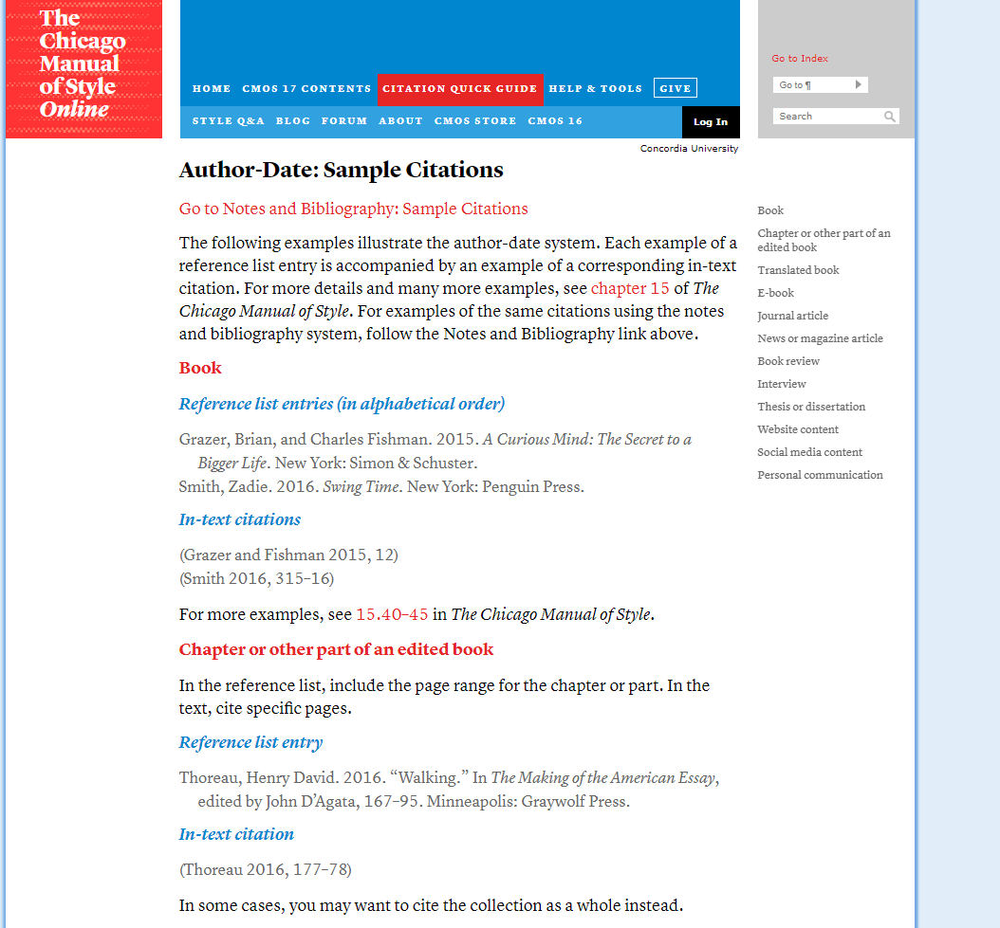 The
Chicago
Manual
of Style
Online
HOME CMOS 17 CONTENTS CITATION QUICK GUIDE HELP & TOOLS GIVE
STYLE Q&A BLOG FORUM ABOUT CMOS STORE CMOS 16 Log In
Go to Index
Go to ¶
Search
Concordia University
Author-Date: Sample Citations
Go to Notes and Bibliography: Sample Citations
The following examples illustrate the author-date system. Each example of a
reference list entry is accompanied by an example of a corresponding in-text
citation. For more details and many more examples, see chapter 15 of The
Chicago Manual of Style. For examples of the same citations using the notes
and bibliography system, follow the Notes and Bibliography link above.
Book
Reference list entries (in alphabetical order)
Grazer, Brian, and Charles Fishman. 2015. A Curious Mind: The Secret to a
Bigger Life. New York: Simon & Schuster.
Smith, Zadie. 2016. Swing Time. New York: Penguin Press.
In-text citations
(Grazer and Fishman 2015, 12)
(Smith 2016, 315–16)
For more examples, see 15.40–45 in The Chicago Manual of Style.
Chapter or other part of an edited book
In the reference list, include the page range for the chapter or part. In the
text, cite specific pages.
Reference list entry
Thoreau, Henry David. 2016. “Walking.” In The Making of the American Essay,
edited by John D’Agata, 167–95. Minneapolis: Graywolf Press.
In-text citation
(Thoreau 2016, 177–78)
In some cases, you may want to cite the collection as a whole instead.
Book
Chapter or other part of an
edited book
Translated book
E-book
Journal article
News or magazine article
Book review
Interview
Thesis or dissertation
Website content
Social media content
Personal communication